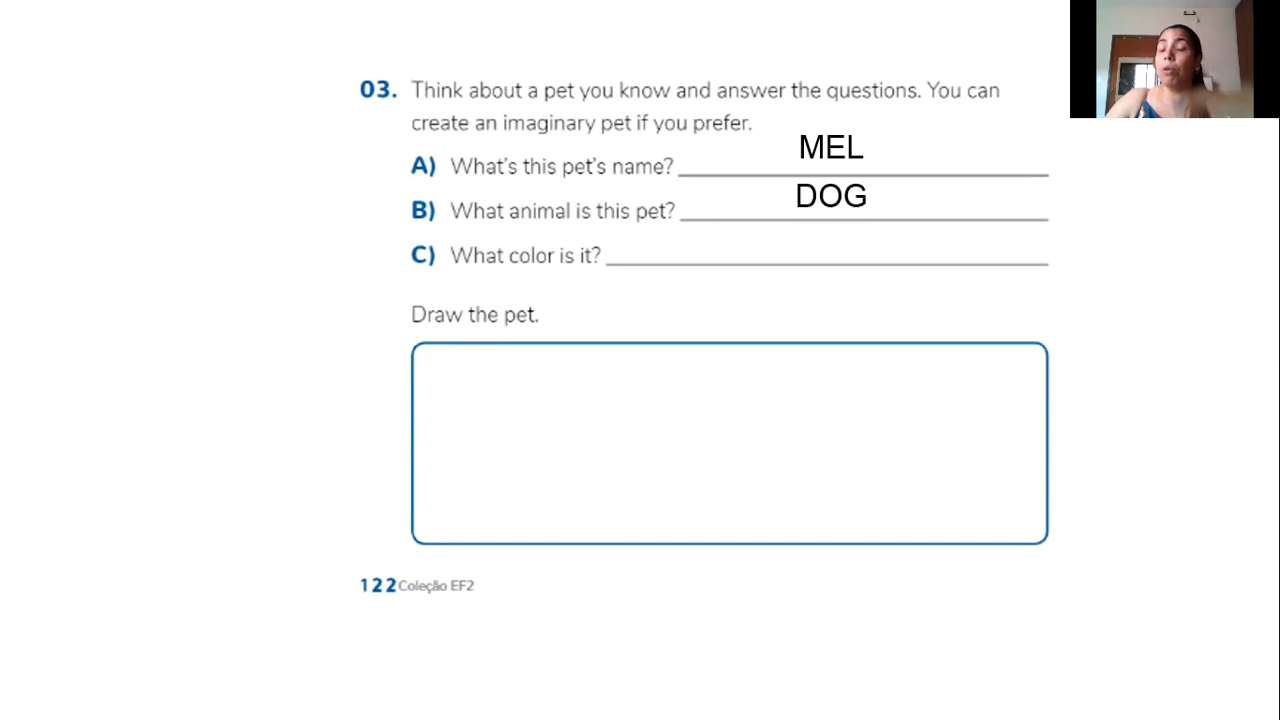 03. Think about a pet you know and answer the questions. You can
create an imaginary pet if you prefer.
A) What's this pet's name? MEL
B) What animal is this pet? DOG
C) What color is it?
Draw the pet.
122 Coleção EF2